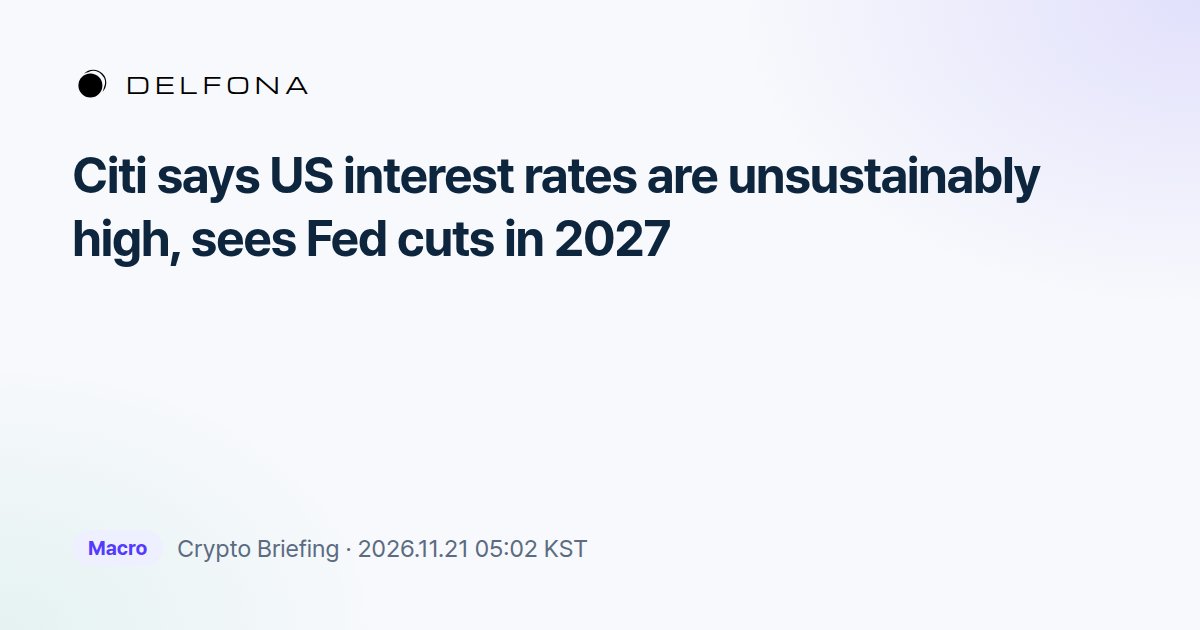 DELFONA
Citi says US interest rates are unsustainably
high, sees Fed cuts in 2027
Macro Crypto Briefing · 2026.11.21 05:02 KST